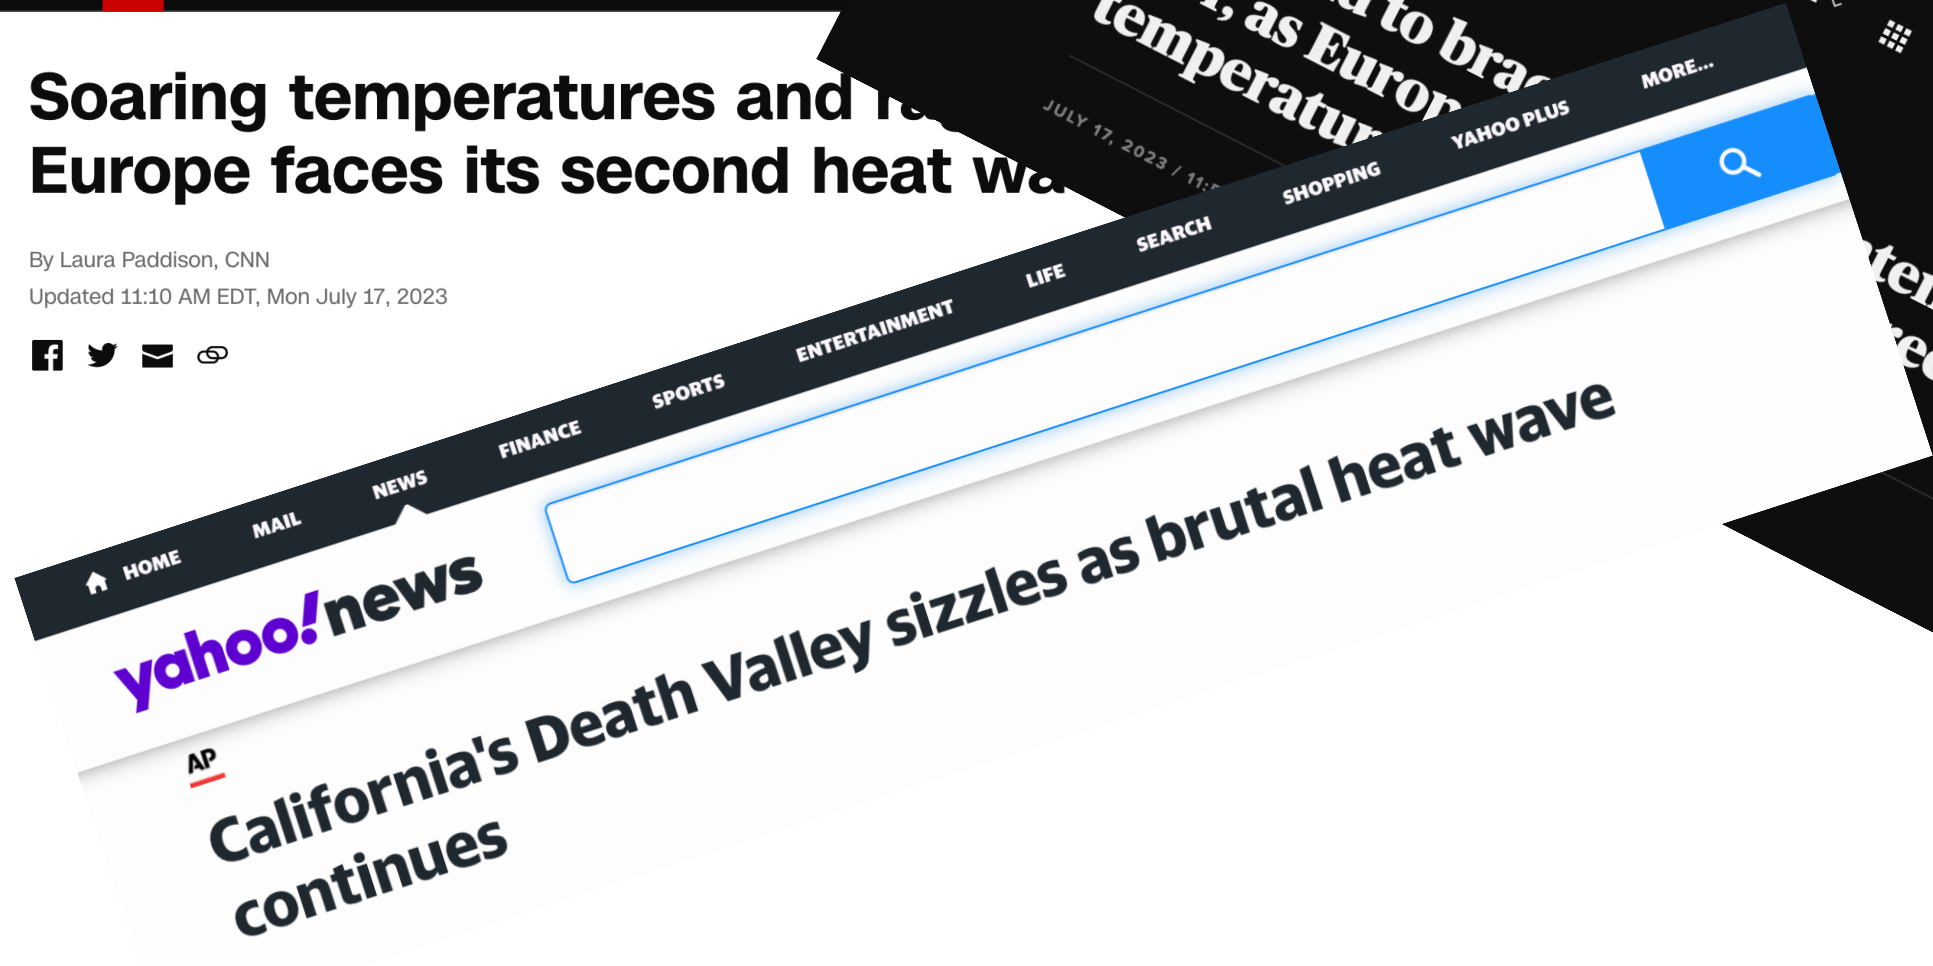 Soaring temperatures and
Europe faces its second heat
By Laura Paddison, CNN
Updated 11:10 AM EDT, Mon July 17, 2023
to
as
JULY 17, 2023 /
HOME MAIL NEWS FINANCE SPORTS ENTERTAINMENT LIFE SEARCH SHOPPING YAHOO PLUS MORE...
yahoo!news
AP
California's Death Valley sizzles as brutal heat wave
continues